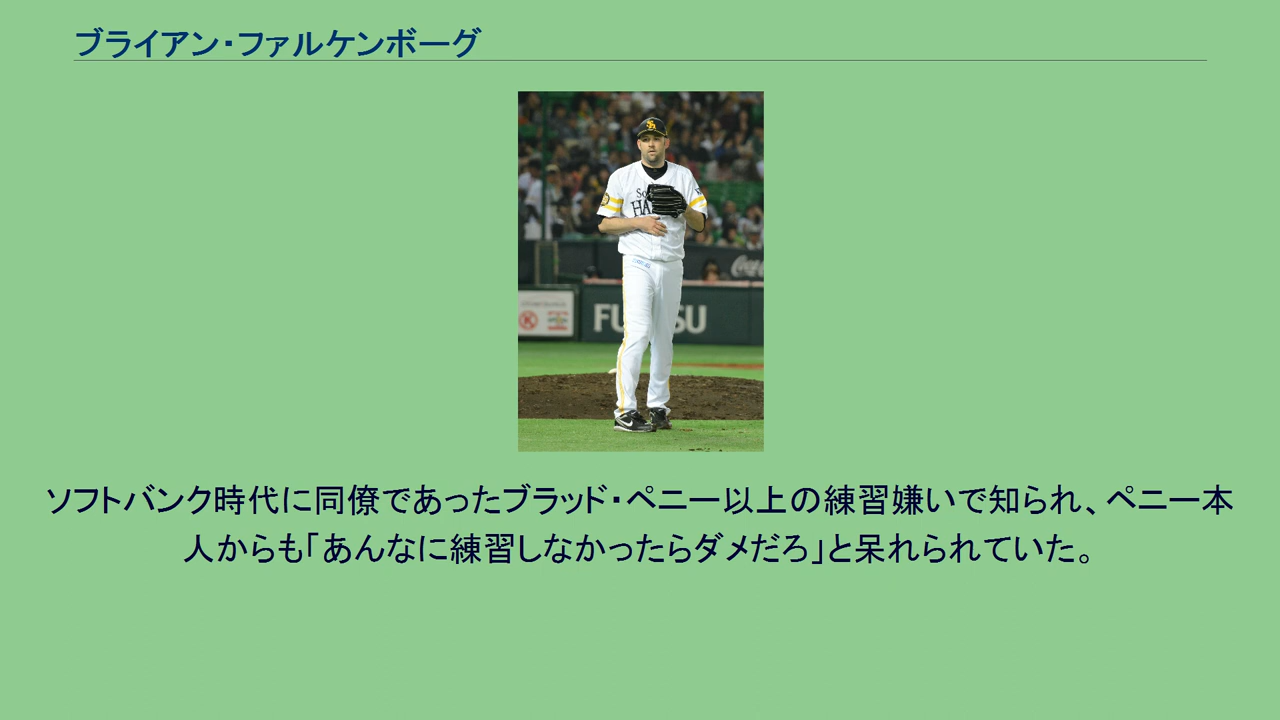 ブライアン・ファルケンボーグ
FU
SU
ソフトバンク時代に同僚であったブラッド・ペニー以上の練習嫌いで知られ、ペニー本
人からも「あんなに練習しなかったらダメだろ」と呆れられていた。